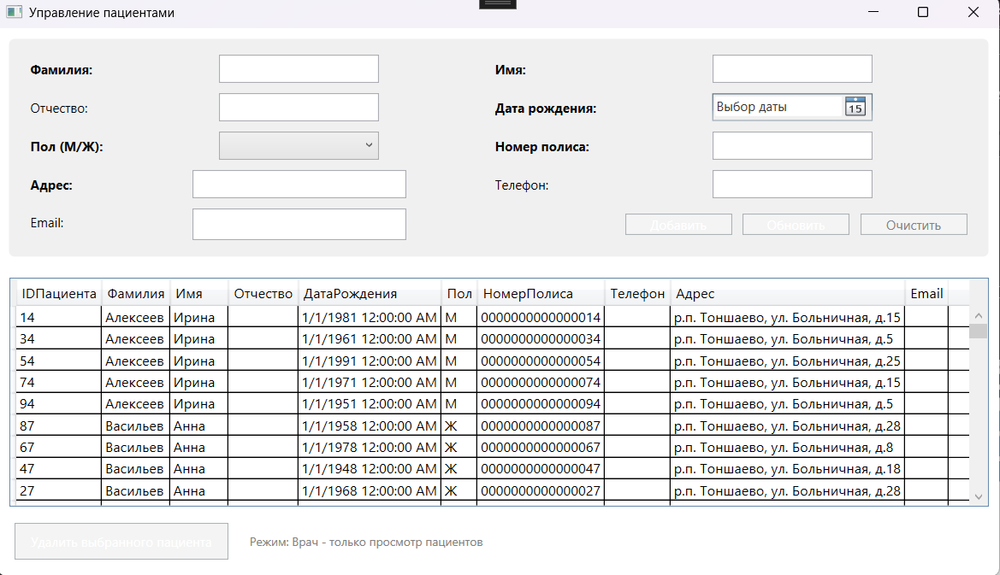 Управление пациентами
Фамилия: Имя:
Отчество: Дата рождения: Выбор даты 15
Пол (М/Ж): Номер полиса:
Адрес: Телефон:
Email: Добавить Обновить Очистить
IDПациента Фамилия Имя Отчество ДатаРождения Пол НомерПолиса Телефон Адрес Email
14 Алексеев Ирина 1/1/1981 12:00:00 AM М 0000000000000014 р.п. Тоншаево, ул. Больничная, д.15
34 Алексеев Ирина 1/1/1961 12:00:00 AM М 0000000000000034 р.п. Тоншаево, ул. Больничная, д.5
54 Алексеев Ирина 1/1/1991 12:00:00 AM М 0000000000000054 р.п. Тоншаево, ул. Больничная, д.25
74 Алексеев Ирина 1/1/1971 12:00:00 AM М 0000000000000074 р.п. Тоншаево, ул. Больничная, д.15
94 Алексеев Ирина 1/1/1951 12:00:00 AM М 0000000000000094 р.п. Тоншаево, ул. Больничная, д.5
87 Васильев Анна 1/1/1958 12:00:00 AM Ж 0000000000000087 р.п. Тоншаево, ул. Больничная, д.28
67 Васильев Анна 1/1/1978 12:00:00 AM Ж 0000000000000067 р.п. Тоншаево, ул. Больничная, д.8
47 Васильев Анна 1/1/1948 12:00:00 AM Ж 0000000000000047 р.п. Тоншаево, ул. Больничная, д.18
27 Васильев Анна 1/1/1968 12:00:00 AM Ж 0000000000000027 р.п. Тоншаево, ул. Больничная, д.28
Удалить выбранного пациента Режим: Врач - только просмотр пациентов